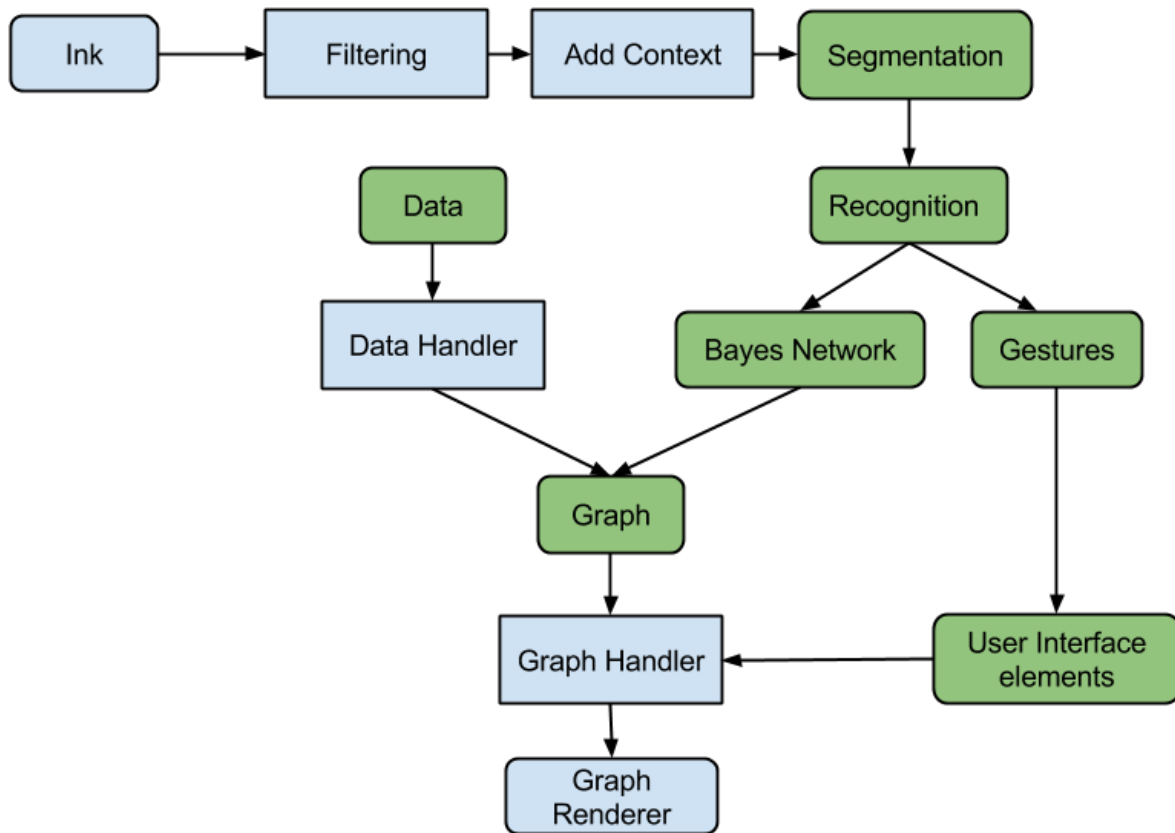 Ink
Filtering
Add Context
Segmentation
Data
Recognition
Data Handler
Bayes Network
Gestures
Graph
Graph Handler
User Interface
elements
Graph
Renderer